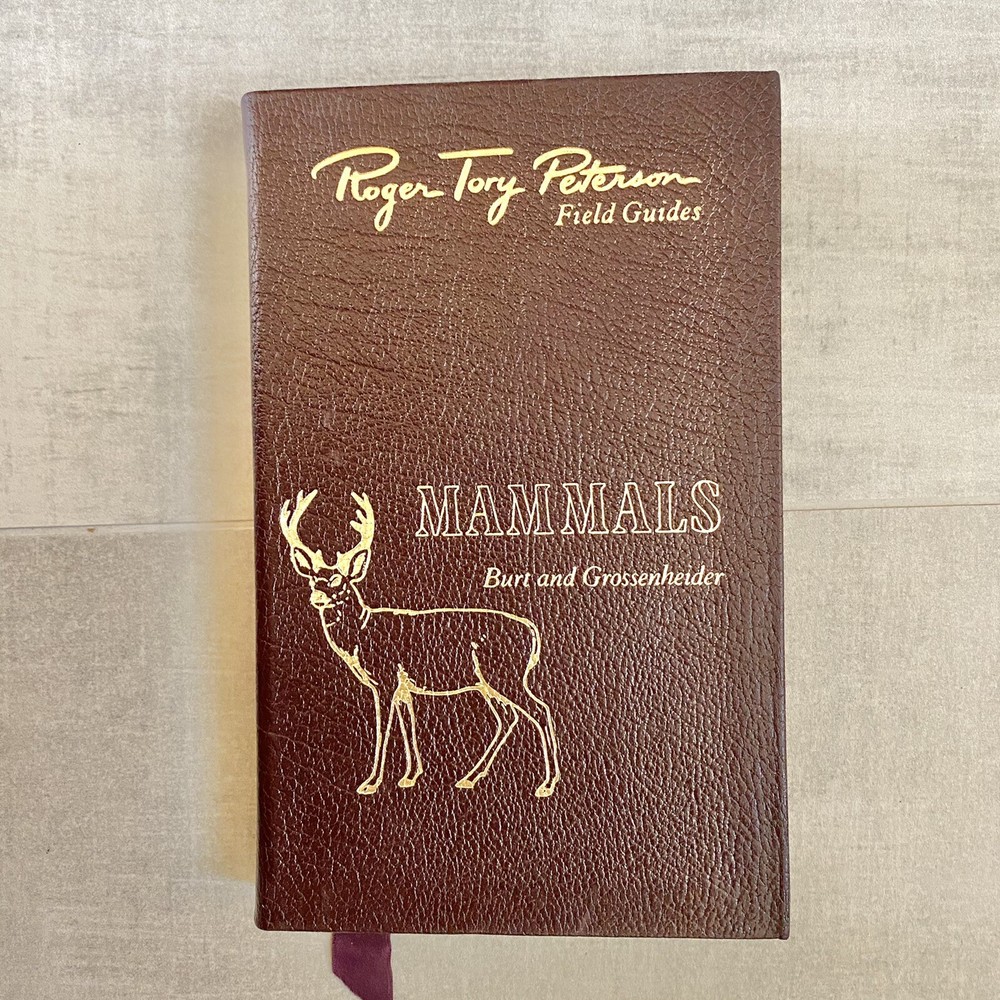 Roger Tory Peterson
Field Guides
MAMMALS
Burt and Grossenheider